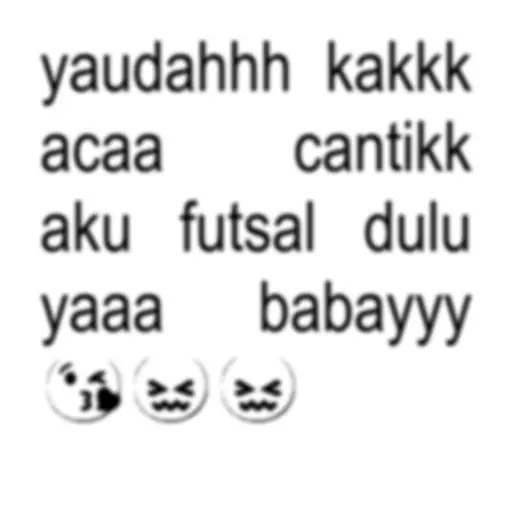 yaudahhh kakkk
acaa cantikk
aku futsal dulu
yaaa babayyy
😘😖😖